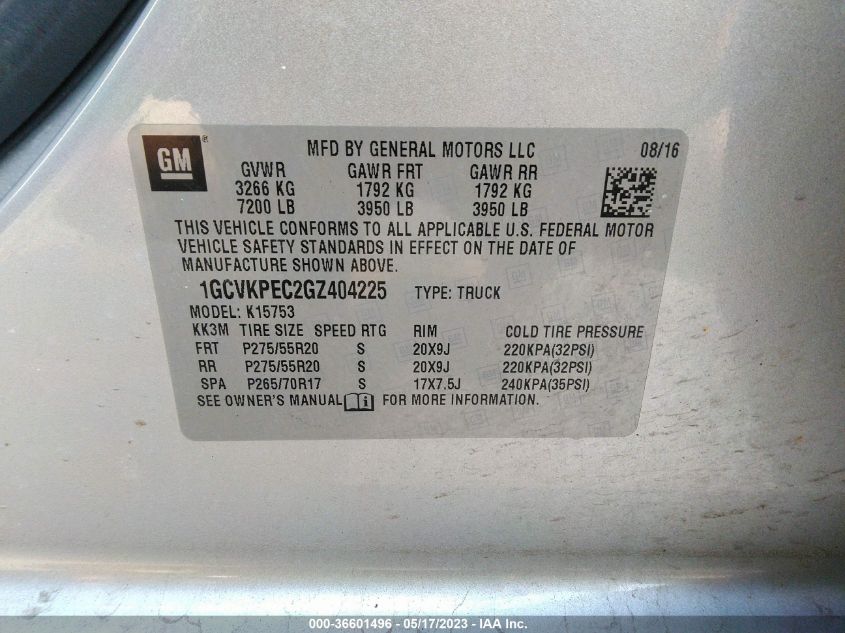 GM ®
MFD BY GENERAL MOTORS LLC 08/16
GVWR GAWR FRT GAWR RR
3266 KG 1792 KG 1792 KG
7200 LB 3950 LB 3950 LB
THIS VEHICLE CONFORMS TO ALL APPLICABLE U.S. FEDERAL MOTOR
VEHICLE SAFETY STANDARDS IN EFFECT ON THE DATE OF
MANUFACTURE SHOWN ABOVE.
1GCVKPEC2GZ404225 TYPE: TRUCK
MODEL: K15753
KK3M TIRE SIZE SPEED RTG RIM COLD TIRE PRESSURE
FRT P275/55R20 S 20X9J 220KPA(32PSI)
RR P275/55R20 S 20X9J 220KPA(32PSI)
SPA P265/70R17 S 17X7.5J 240KPA(35PSI)
SEE OWNER'S MANUAL i FOR MORE INFORMATION.
000-36601496 - 05/17/2023 - IAA Inc.